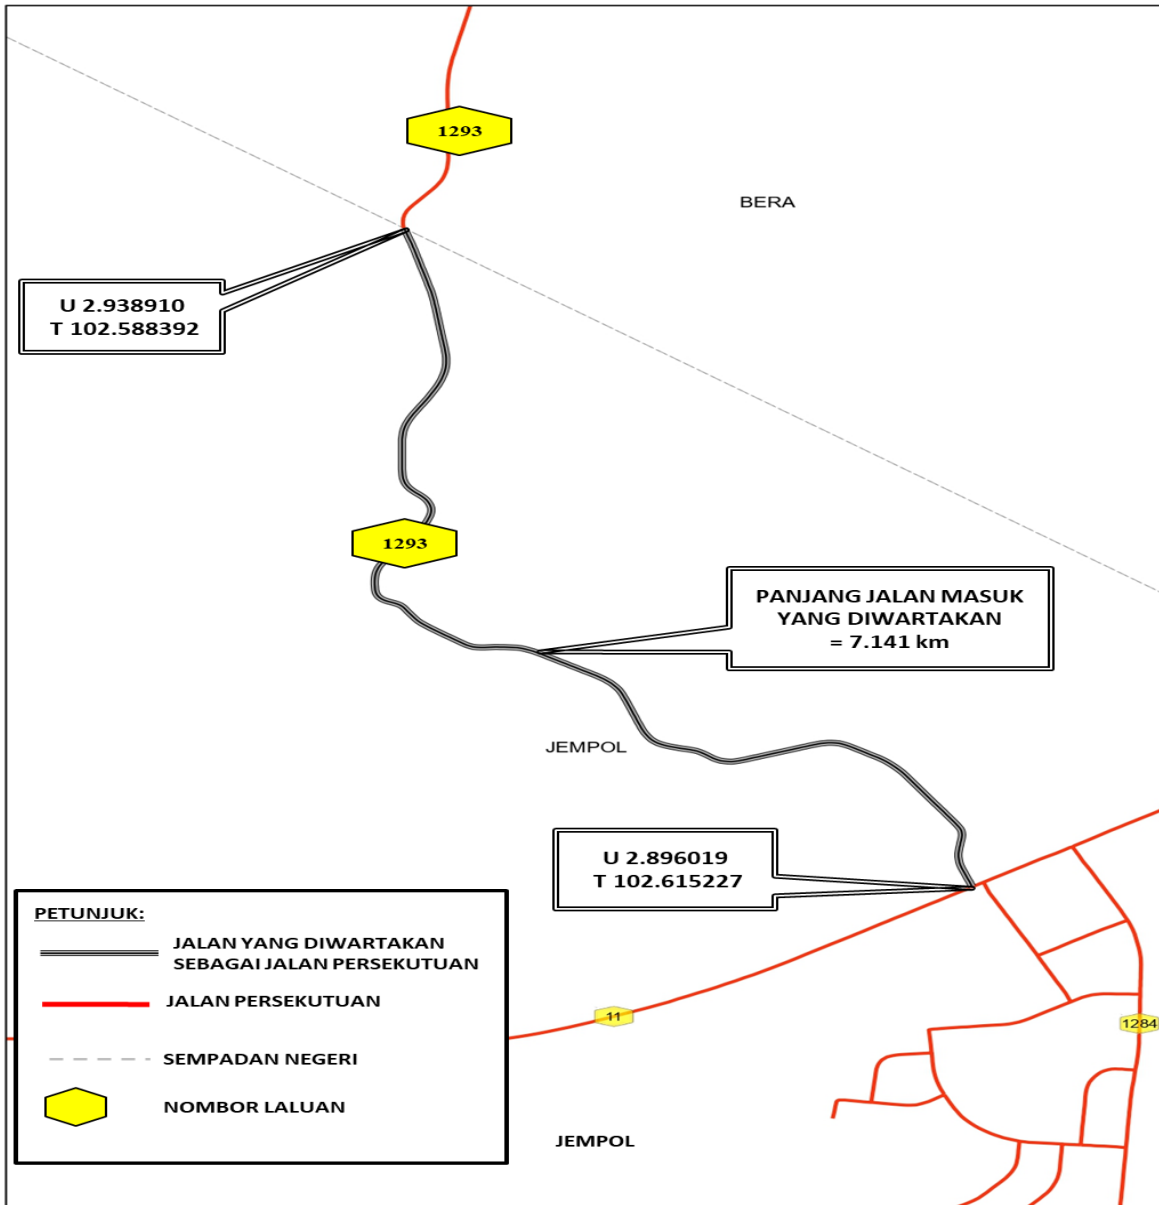 1293
BERA
U 2.938910
T 102.588392
1293
PANJANG JALAN MASUK
YANG DIWARTAKAN
= 7.141 km
JEMPOL
U 2.896019
T 102.615227
PETUNJUK:
JALAN YANG DIWARTAKAN
SEBAGAI JALAN PERSEKUTUAN
JALAN PERSEKUTUAN
SEMPADAN NEGERI
NOMBOR LALUAN
11
1284
JEMPOL